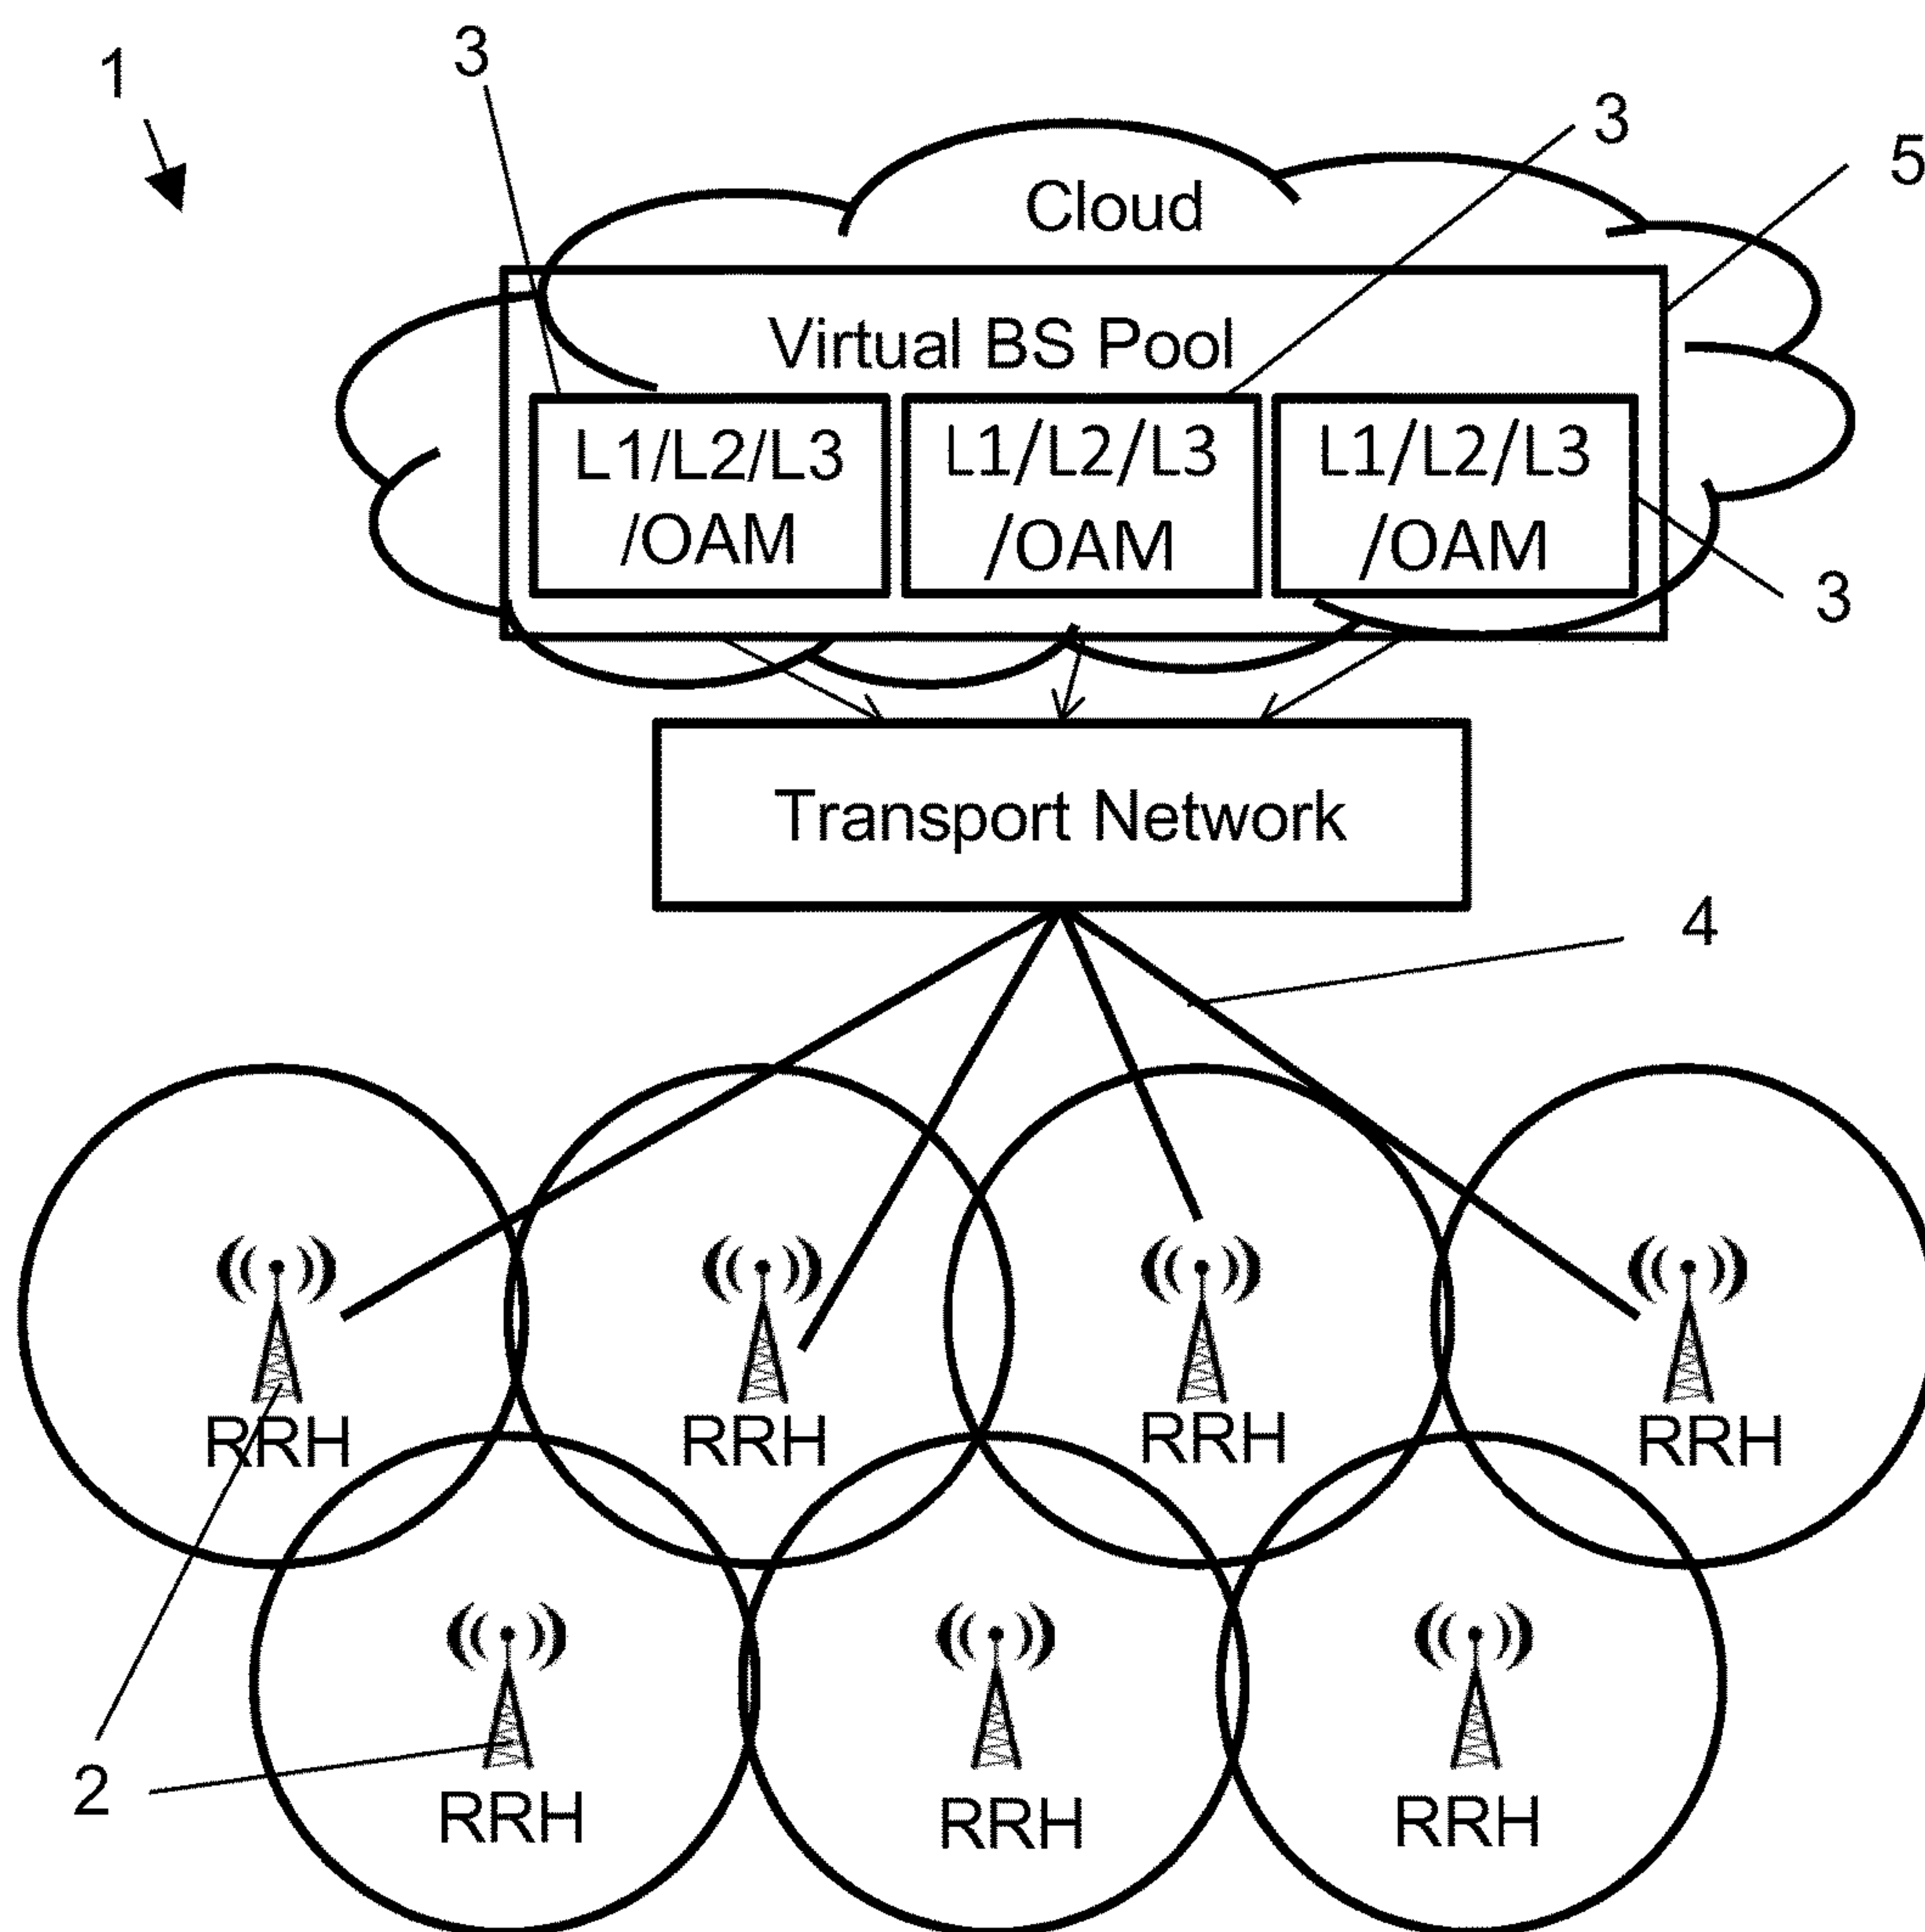 1
3
3
5
Cloud
Virtual BS Pool
L1/L2/L3
/OAM
L1/L2/L3
/OAM
L1/L2/L3
/OAM
3
Transport Network
4
RRH
RRH
RRH
RRH
2
RRH
RRH
RRH